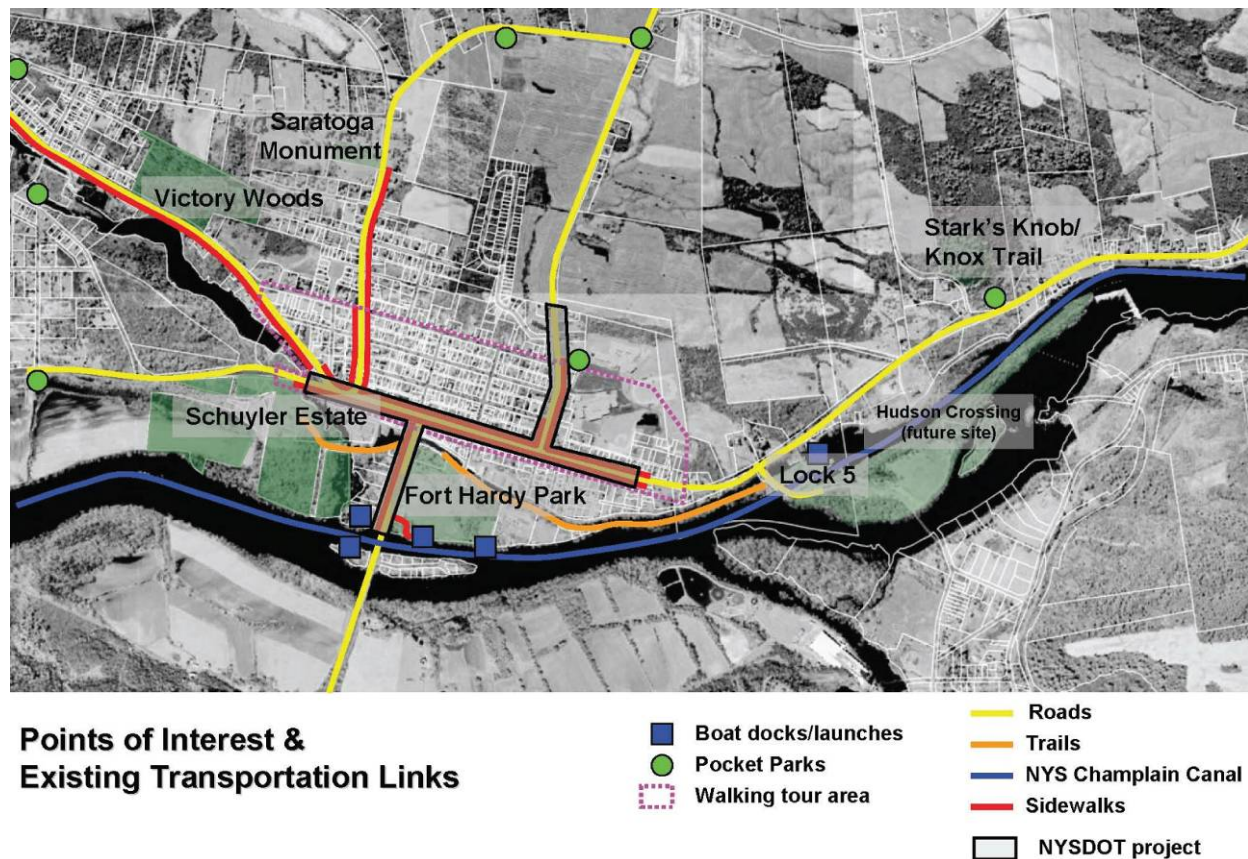 Saratoga
Monument
Victory Woods
Stark's Knob/
Knox Trail
Schuyler Estate
Hudson Crossing
(future site)
Lock 5
Fort Hardy Park
Points of Interest &
Existing Transportation Links
Boat docks/launches
Pocket Parks
Walking tour area
Roads
Trails
NYS Champlain Canal
Sidewalks
NYSDOT project